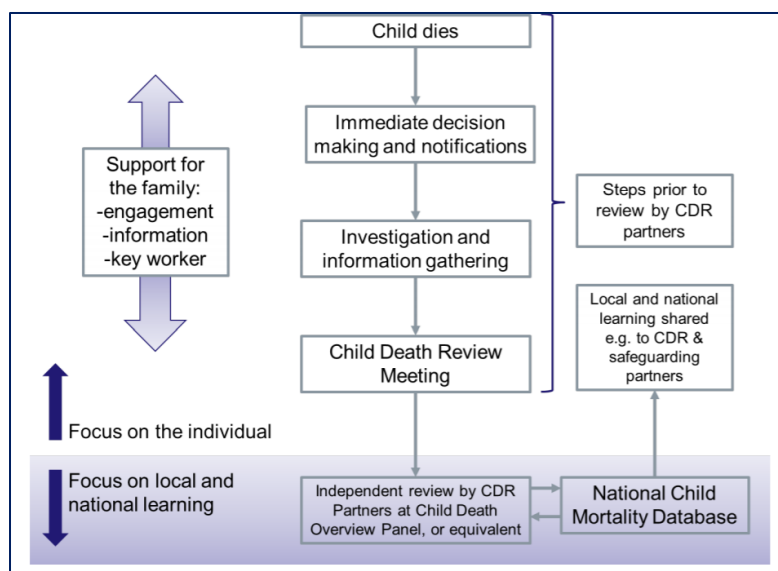 Child dies
Immediate decision
making and notifications
Support for
the family:
-engagement
-information
-key worker
Steps prior to
review by CDR
partners
Investigation and
information gathering
Local and national
learning shared
e.g. to CDR &
safeguarding
partners
Child Death Review
Meeting
Focus on the individual
Focus on local and
national learning
Independent review by CDR
Partners at Child Death
Overview Panel, or equivalent
National Child
Mortality Database